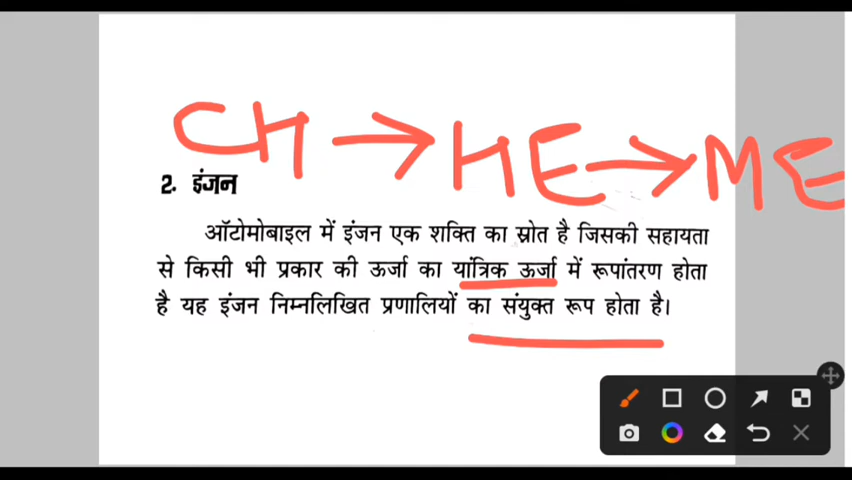 CH → HE → ME
2. इंजन
ऑटोमोबाइल में इंजन एक शक्ति का स्रोत है जिसकी सहायता
से किसी भी प्रकार की ऊर्जा का यांत्रिक ऊर्जा में रूपांतरण होता
है यह इंजन निम्नलिखित प्रणालियों का संयुक्त रूप होता है।